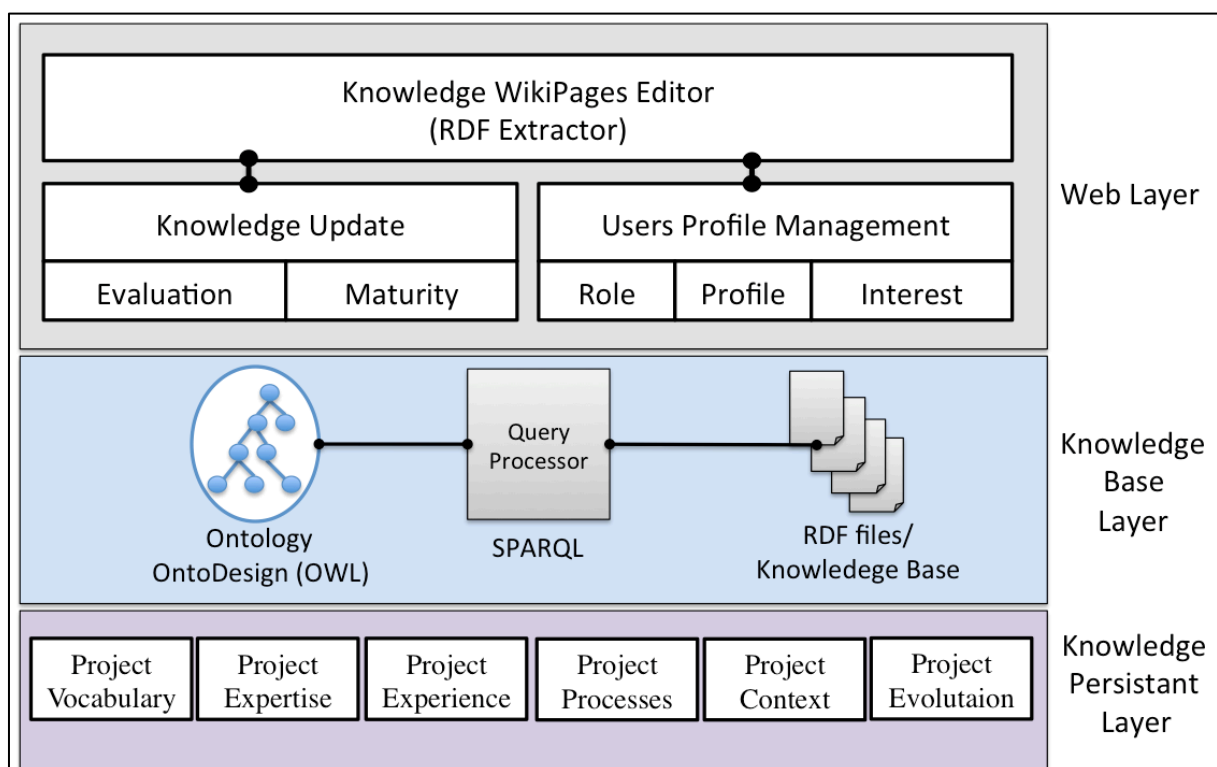 Knowledge WikiPages Editor
(RDF Extractor)
Knowledge Update
Users Profile Management
Evaluation
Maturity
Role
Profile
Interest
Web Layer
Query
Processor
Ontology
OntoDesign (OWL)
SPARQL
RDF files/
Knowledege Base
Knowledge
Base
Layer
Project
Vocabulary
Project
Expertise
Project
Experience
Project
Processes
Project
Context
Project
Evolutaion
Knowledge
Persistant
Layer